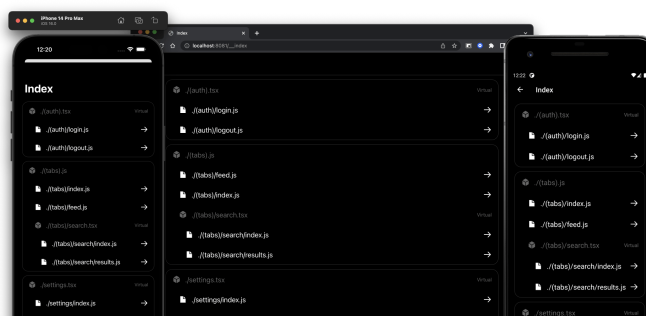 iPhone 14 Pro Max
iOS 16.0
12:20
Index
./(auth).tsx Virtual
./(auth)/login.js
./(auth)/logout.js
./(tabs).js
./(tabs)/index.js
./(tabs)/feed.js
./(tabs)/search.tsx Virtual
./(tabs)/search/index.js
./(tabs)/search/results.js
./settings.tsx Virtual
./settings/index.js
Index
localhost:8081/__index
./(auth).tsx Virtual
./(auth)/login.js
./(auth)/logout.js
./(tabs).js
./(tabs)/feed.js
./(tabs)/index.js
./(tabs)/search.tsx Virtual
./(tabs)/search/index.js
./(tabs)/search/results.js
./settings.tsx Virtual
./settings/index.js
12:22
Index
./(auth).tsx Virtual
./(auth)/login.js
./(auth)/logout.js
./(tabs).js
./(tabs)/index.js
./(tabs)/feed.js
./(tabs)/search.tsx Virtual
./(tabs)/search/index.js
./(tabs)/search/results.js
./settings.tsx Virtual